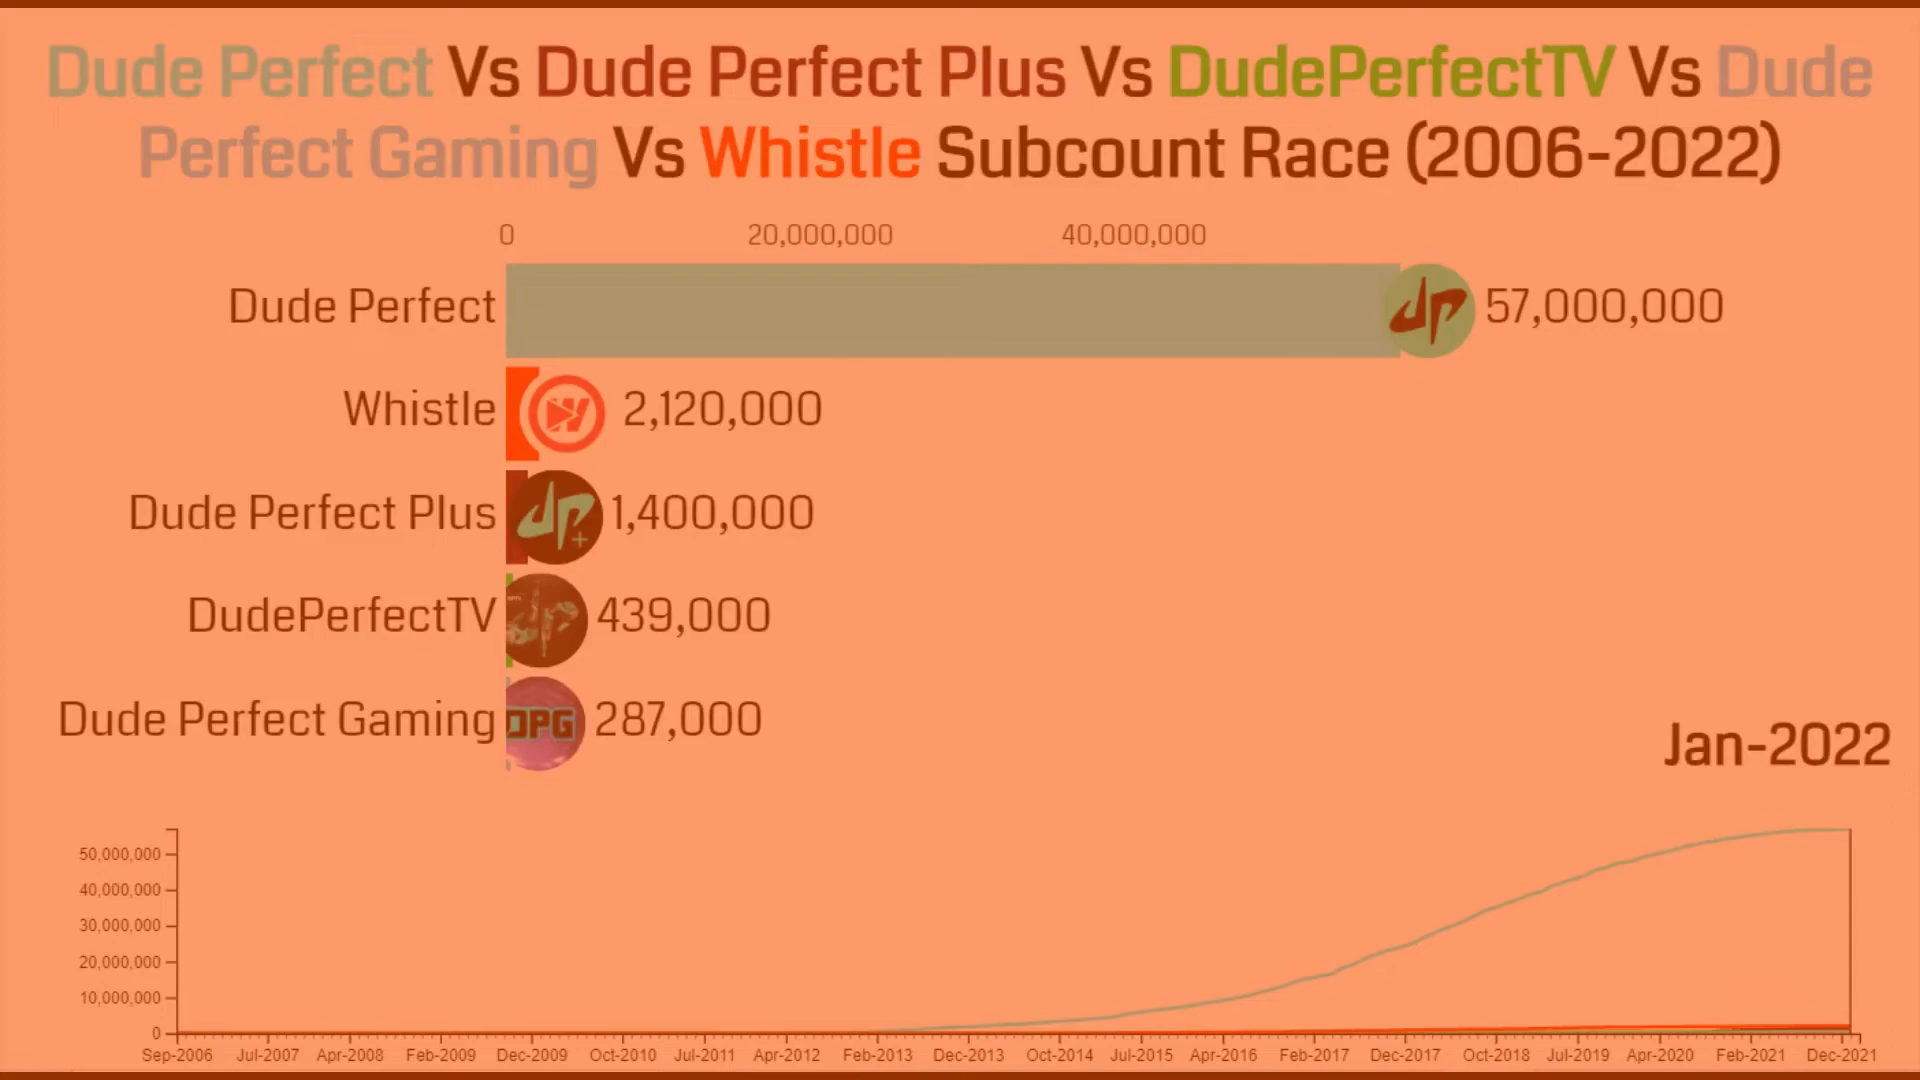 Dude Perfect Vs Dude Perfect Plus Vs DudePerfectTV Vs Dude
Perfect Gaming Vs Whistle Subcount Race (2006-2022)
0 20,000,000 40,000,000
Dude Perfect dp 57,000,000
Whistle W 2,120,000
Dude Perfect Plus dp+ 1,400,000
DudePerfectTV dp 439,000
Dude Perfect Gaming DPG 287,000
Jan-2022
50,000,000
40,000,000
30,000,000
20,000,000
10,000,000
0
Sep-2006 Jul-2007 Apr-2008 Feb-2009 Dec-2009 Oct-2010 Jul-2011 Apr-2012 Feb-2013 Dec-2013 Oct-2014 Jul-2015 Apr-2016 Feb-2017 Dec-2017 Oct-2018 Jul-2019 Apr-2020 Feb-2021 Dec-2021